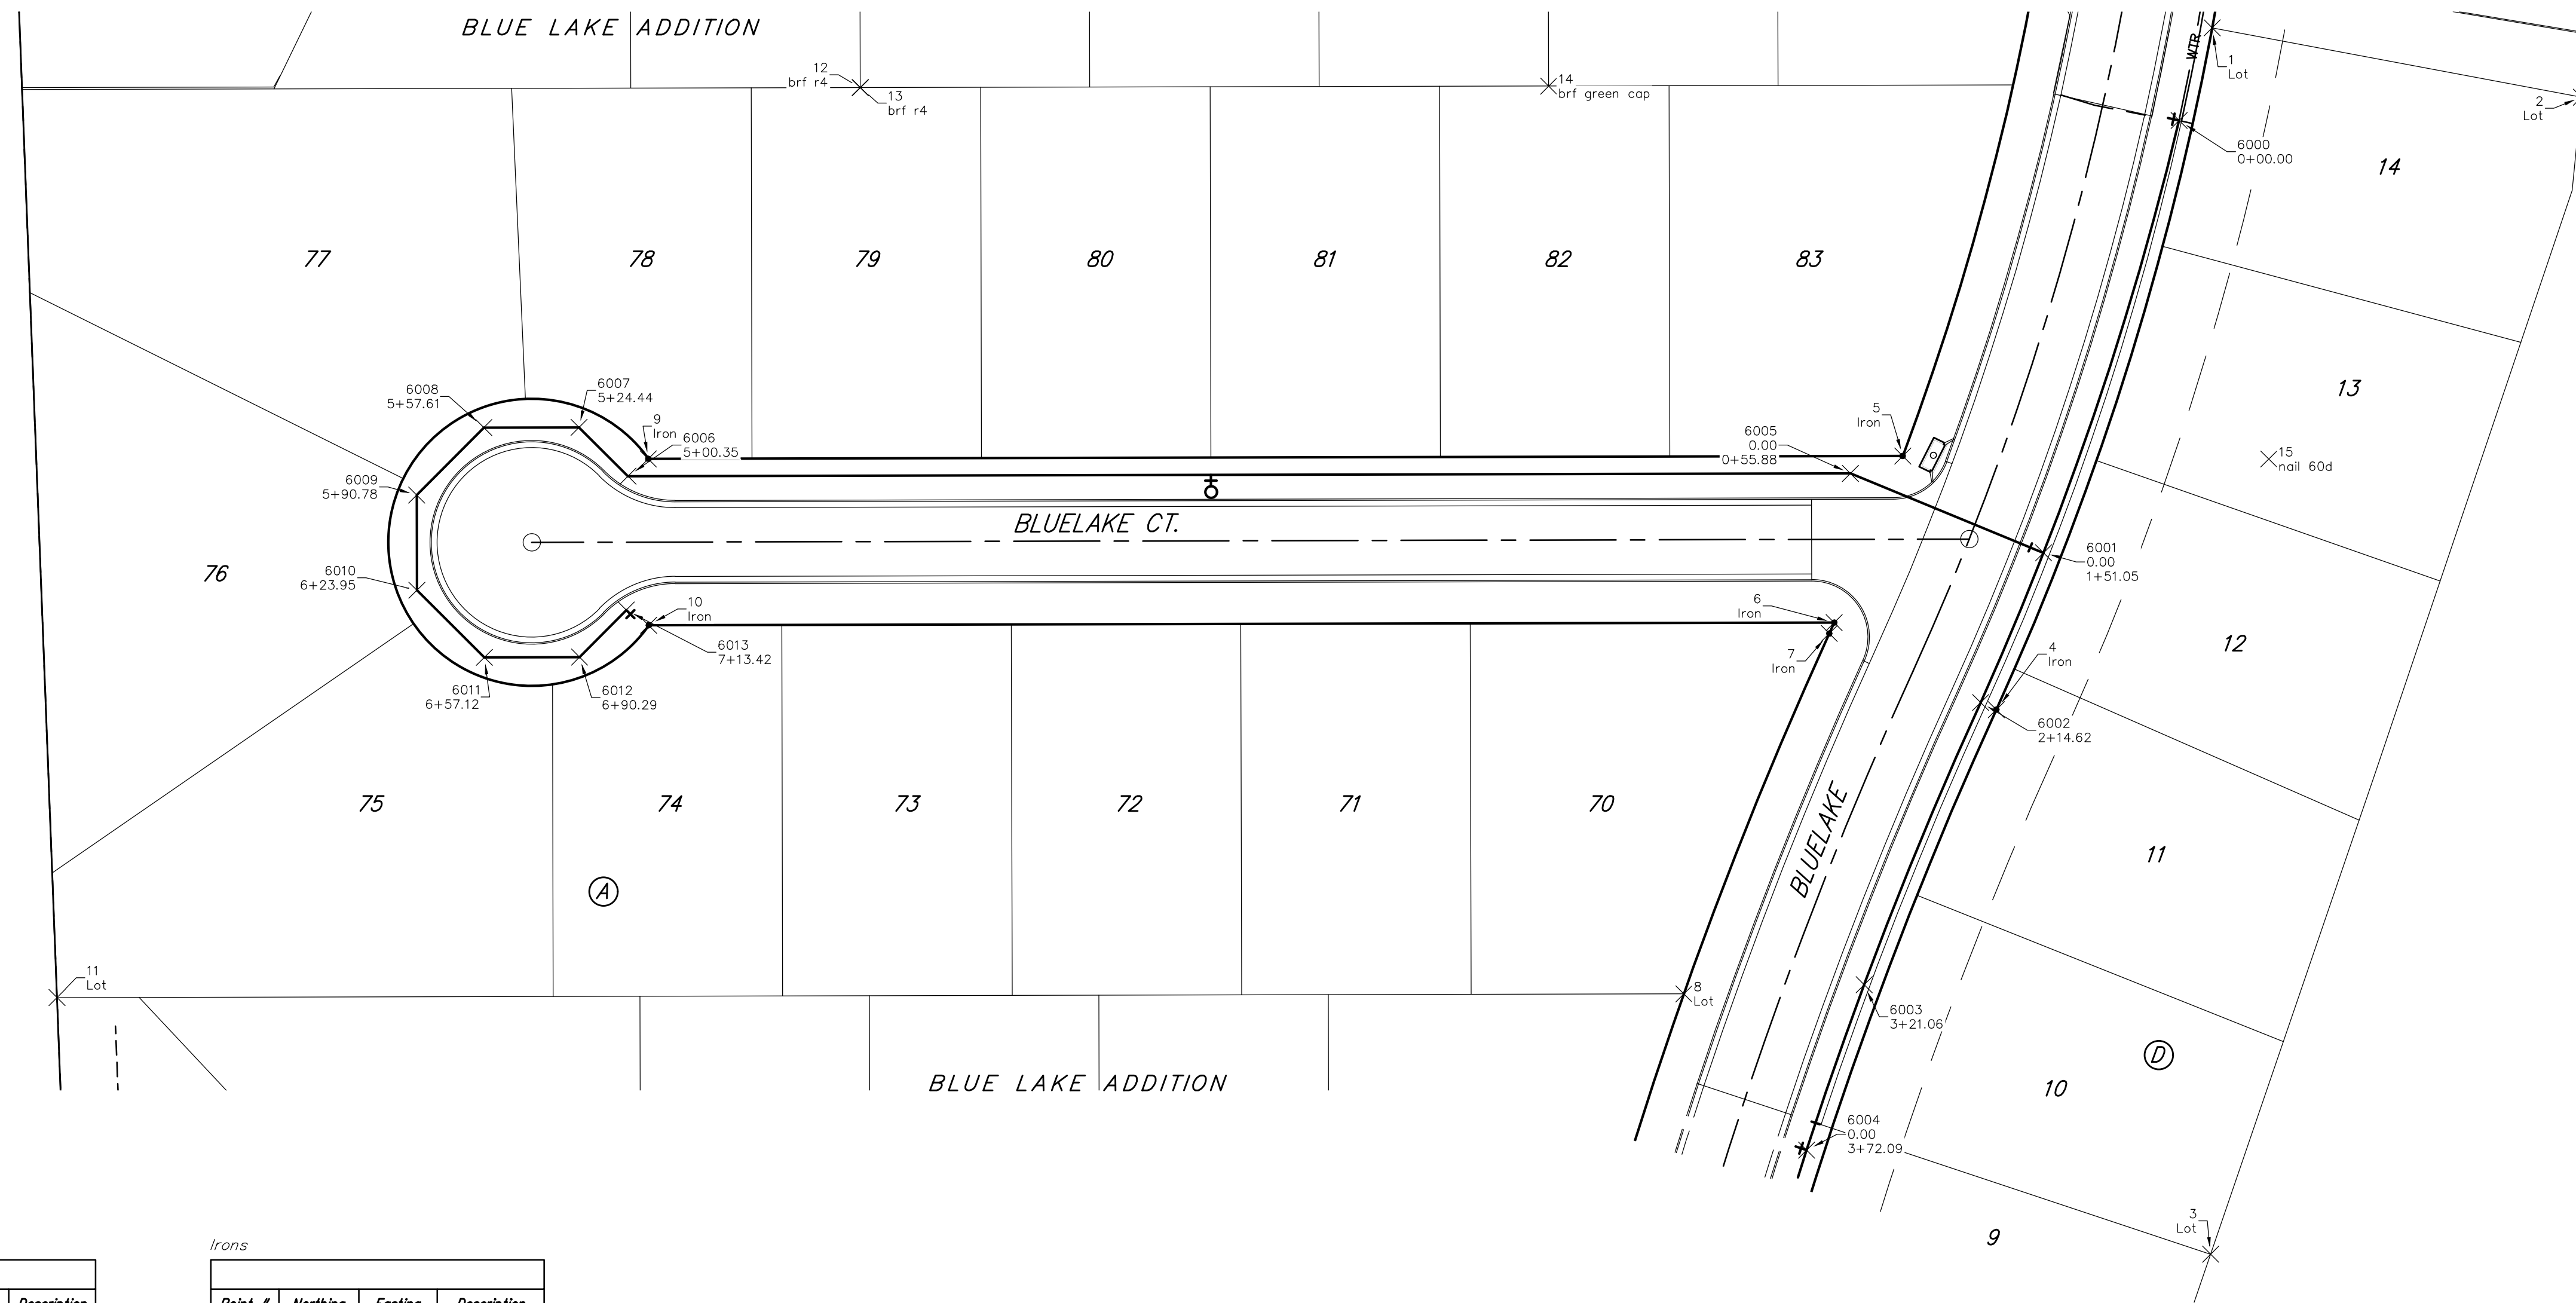 BLUE LAKE ADDITION
WTR
1
Lot
12
brf r4
13
brf r4
14
brf green cap
2
Lot
6000
0+00.00
14
77
78
79
80
81
82
83
6008
5+57.61
6007
5+24.44
9
Iron
6006
5+00.35
5
Iron
6005
0.00
0+55.88
13
15
nail 60d
6009
5+90.78
BLUELAKE CT.
6001
0.00
1+51.05
76
6010
6+23.95
10
Iron
6
Iron
6013
7+13.42
7
Iron
4
Iron
12
6011
6+57.12
6012
6+90.29
6002
2+14.62
75
74
73
72
71
70
BLUELAKE
11
A
11
Lot
8
Lot
6003
3+21.06
D
BLUE LAKE ADDITION
10
6004
0.00
3+72.09
3
Lot
9
Irons
Description
Point #
Northing
Easting
Description